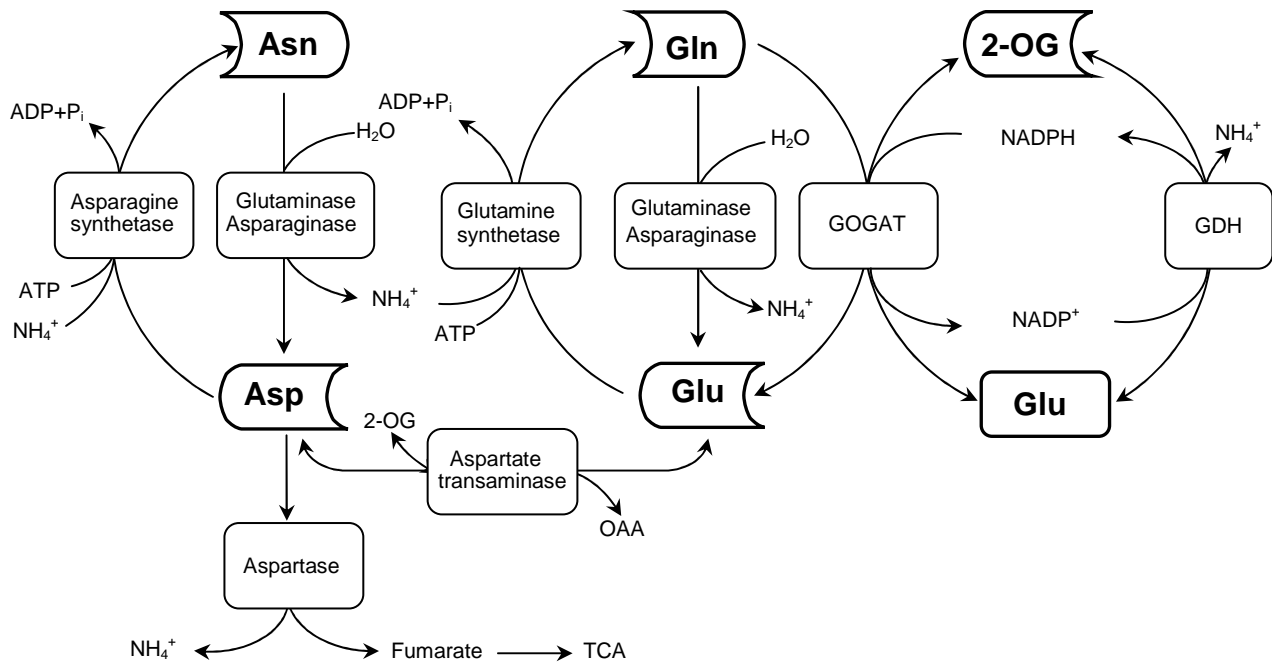 Asn
Gln
2-OG
ADP+Pi
H₂O
ADP+Pi
H₂O
NADPH
NH₄⁺
Asparagine
synthetase
Glutaminase
Asparaginase
Glutamine
synthetase
Glutaminase
Asparaginase
GOGAT
GDH
ATP
NH₄⁺
NH₄⁺
ATP
NH₄⁺
NADP⁺
Asp
Glu
Glu
2-OG
Aspartate
transaminase
OAA
Aspartase
NH₄⁺
Fumarate
TCA